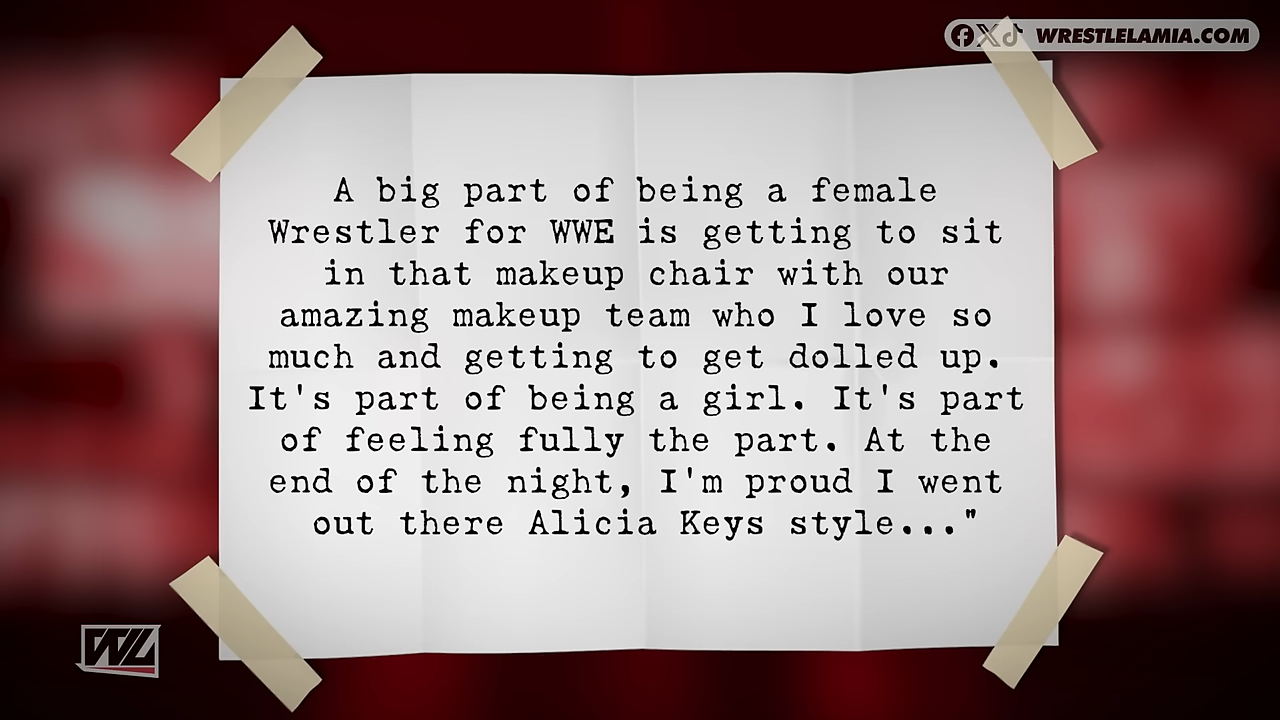 WRESTLELAMIA.COM
A big part of being a female
Wrestler for WWE is getting to sit
in that makeup chair with our
amazing makeup team who I love so
much and getting to get dolled up.
It's part of being a girl. It's part
of feeling fully the part. At the
end of the night, I'm proud I went
out there Alicia Keys style..."
WL